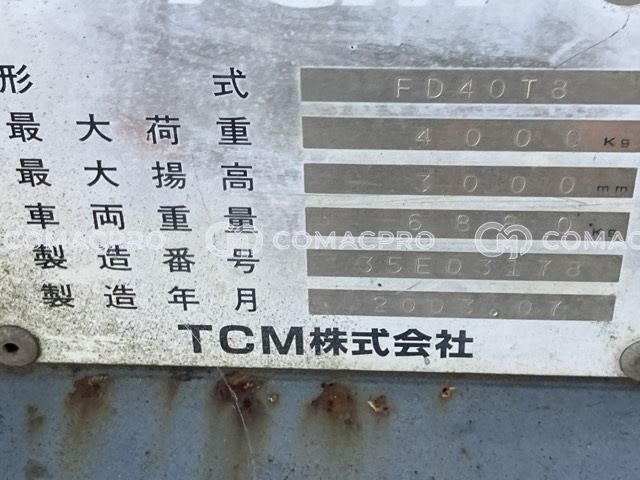 形式 FD40T8
最大荷重 4000 Kg
最大揚高 3000 mm
車両重量 6820 Kg
製造番号 35E03178
製造年月 2003 07
TCM株式会社
COMACPRO